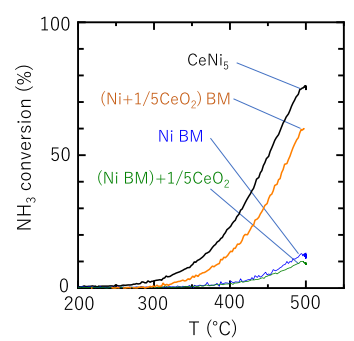 100
CeNi₅
(Ni+1/5CeO₂) BM
Ni BM
50
(Ni BM)+1/5CeO₂
0
200 300 400 500
T (°C)
NH₃ conversion (%)